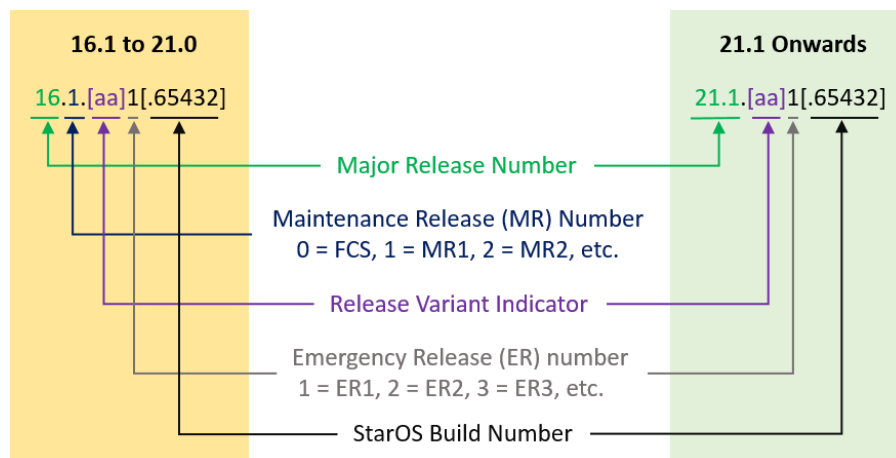 16.1 to 21.0
21.1 Onwards
16.1.[aa]1[.65432]
21.1.[aa]1[.65432]
Major Release Number
Maintenance Release (MR) Number
0 = FCS, 1 = MR1, 2 = MR2, etc.
Release Variant Indicator
Emergency Release (ER) number
1 = ER1, 2 = ER2, 3 = ER3, etc.
StarOS Build Number